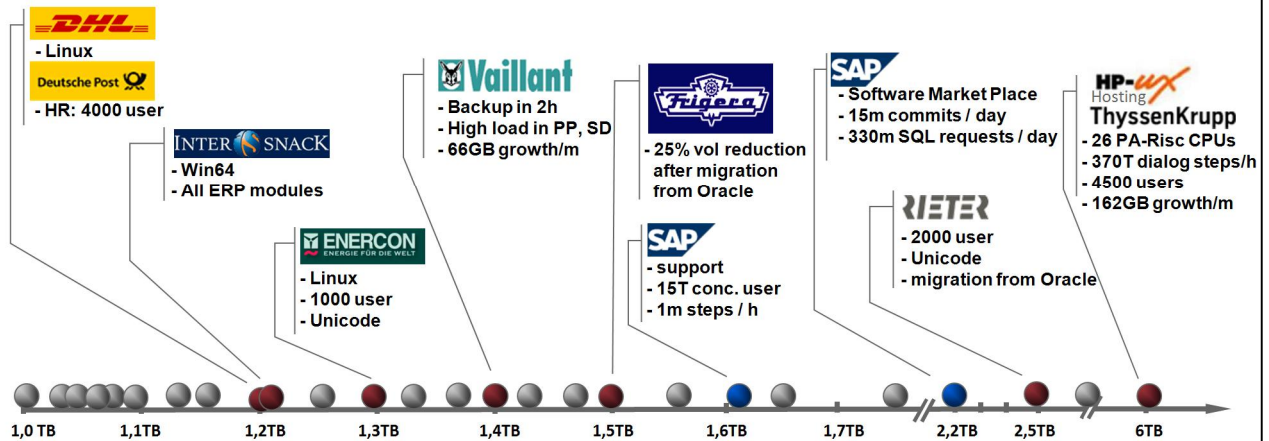 DHL
- Linux
Deutsche Post
- HR: 4000 user
INTER SNACK
- Win64
- All ERP modules
ENERCON
ENERGIE FÜR DIE WELT
- Linux
- 1000 user
- Unicode
Vaillant
- Backup in 2h
- High load in PP, SD
- 66GB growth/m
Frigera
- 25% vol reduction
after migration
from Oracle
SAP
- support
- 15T conc. user
- 1m steps / h
SAP
- Software Market Place
- 15m commits / day
- 330m SQL requests / day
RIETER
- 2000 user
- Unicode
- migration from Oracle
HP-UX
Hosting
ThyssenKrupp
- 26 PA-Risc CPUs
- 370T dialog steps/h
- 4500 users
- 162GB growth/m
1,0 TB 1,1TB 1,2TB 1,3TB 1,4TB 1,5TB 1,6TB 1,7TB 2,2TB 2,5TB 6TB